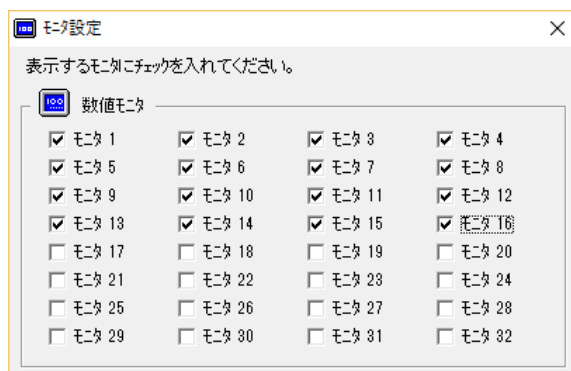 ﾓﾆﾀ設定
表示するﾓﾆﾀにﾁｪｯｸを入れてください。
100 数値ﾓﾆﾀ
ﾓﾆﾀ 1 ﾓﾆﾀ 2 ﾓﾆﾀ 3 ﾓﾆﾀ 4
ﾓﾆﾀ 5 ﾓﾆﾀ 6 ﾓﾆﾀ 7 ﾓﾆﾀ 8
ﾓﾆﾀ 9 ﾓﾆﾀ 10 ﾓﾆﾀ 11 ﾓﾆﾀ 12
ﾓﾆﾀ 13 ﾓﾆﾀ 14 ﾓﾆﾀ 15 ﾓﾆﾀ 16
ﾓﾆﾀ 17 ﾓﾆﾀ 18 ﾓﾆﾀ 19 ﾓﾆﾀ 20
ﾓﾆﾀ 21 ﾓﾆﾀ 22 ﾓﾆﾀ 23 ﾓﾆﾀ 24
ﾓﾆﾀ 25 ﾓﾆﾀ 26 ﾓﾆﾀ 27 ﾓﾆﾀ 28
ﾓﾆﾀ 29 ﾓﾆﾀ 30 ﾓﾆﾀ 31 ﾓﾆﾀ 32